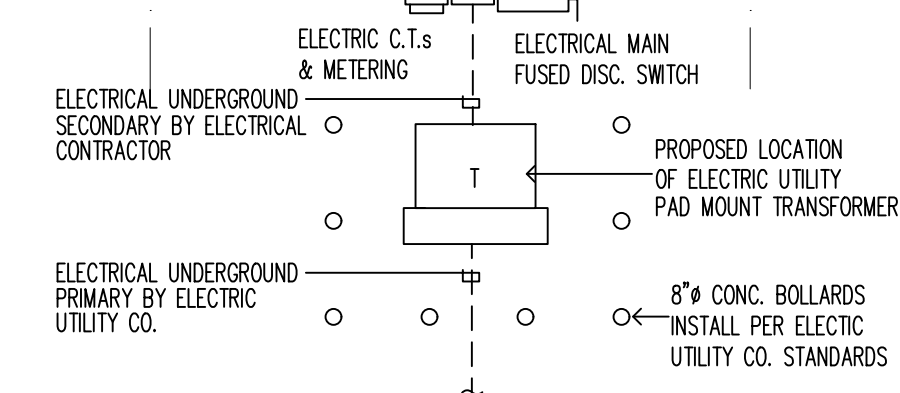 ELECTRIC C.T.s
& METERING
ELECTRICAL MAIN
FUSED DISC. SWITCH
ELECTRICAL UNDERGROUND
SECONDARY BY ELECTRICAL
CONTRACTOR
T
PROPOSED LOCATION
OF ELECTRIC UTILITY
PAD MOUNT TRANSFORMER
ELECTRICAL UNDERGROUND
PRIMARY BY ELECTRIC
UTILITY CO.
8"ø CONC. BOLLARDS
INSTALL PER ELECTIC
UTILITY CO. STANDARDS